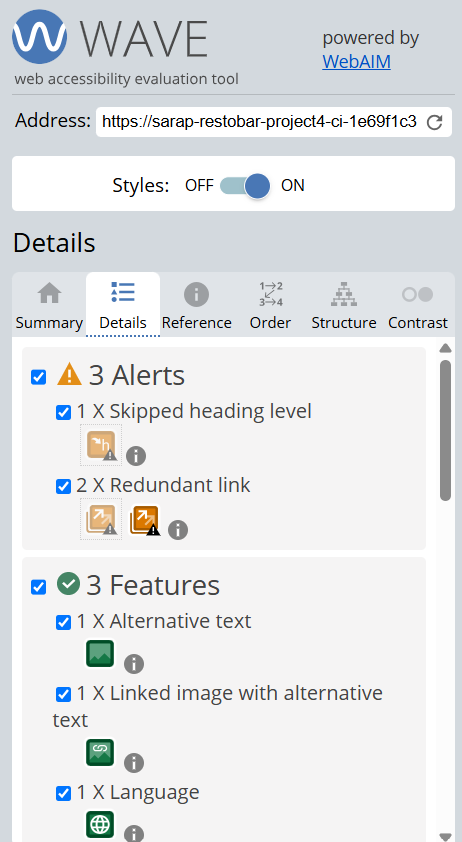 WAVE
web accessibility evaluation tool
powered by
WebAIM
Address: https://sarap-restobar-project4-ci-1e69f1c3
Styles: OFF ON
Details
Summary Details Reference Order Structure Contrast
3 Alerts
1 X Skipped heading level
2 X Redundant link
3 Features
1 X Alternative text
1 X Linked image with alternative
text
1 X Language